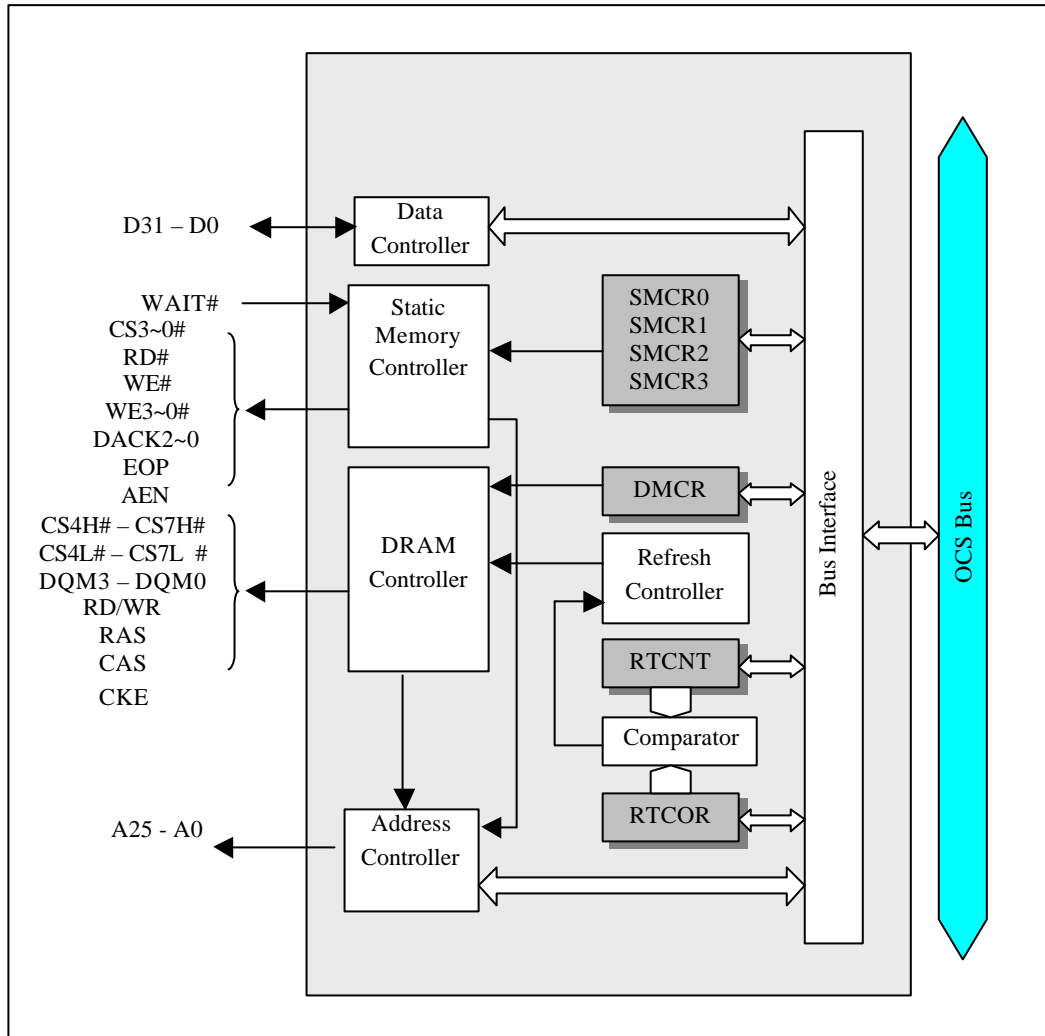 D31 – D0
Data
Controller
WAIT#
CS3~0#
RD#
WE#
WE3~0#
DACK2~0
EOP
AEN
Static
Memory
Controller
SMCR0
SMCR1
SMCR2
SMCR3
CS4H# – CS7H#
CS4L# – CS7L #
DQM3 – DQM0
RD/WR
RAS
CAS
CKE
DRAM
Controller
DMCR
Refresh
Controller
RTCNT
Comparator
RTCOR
A25 - A0
Address
Controller
Bus Interface
OCS Bus